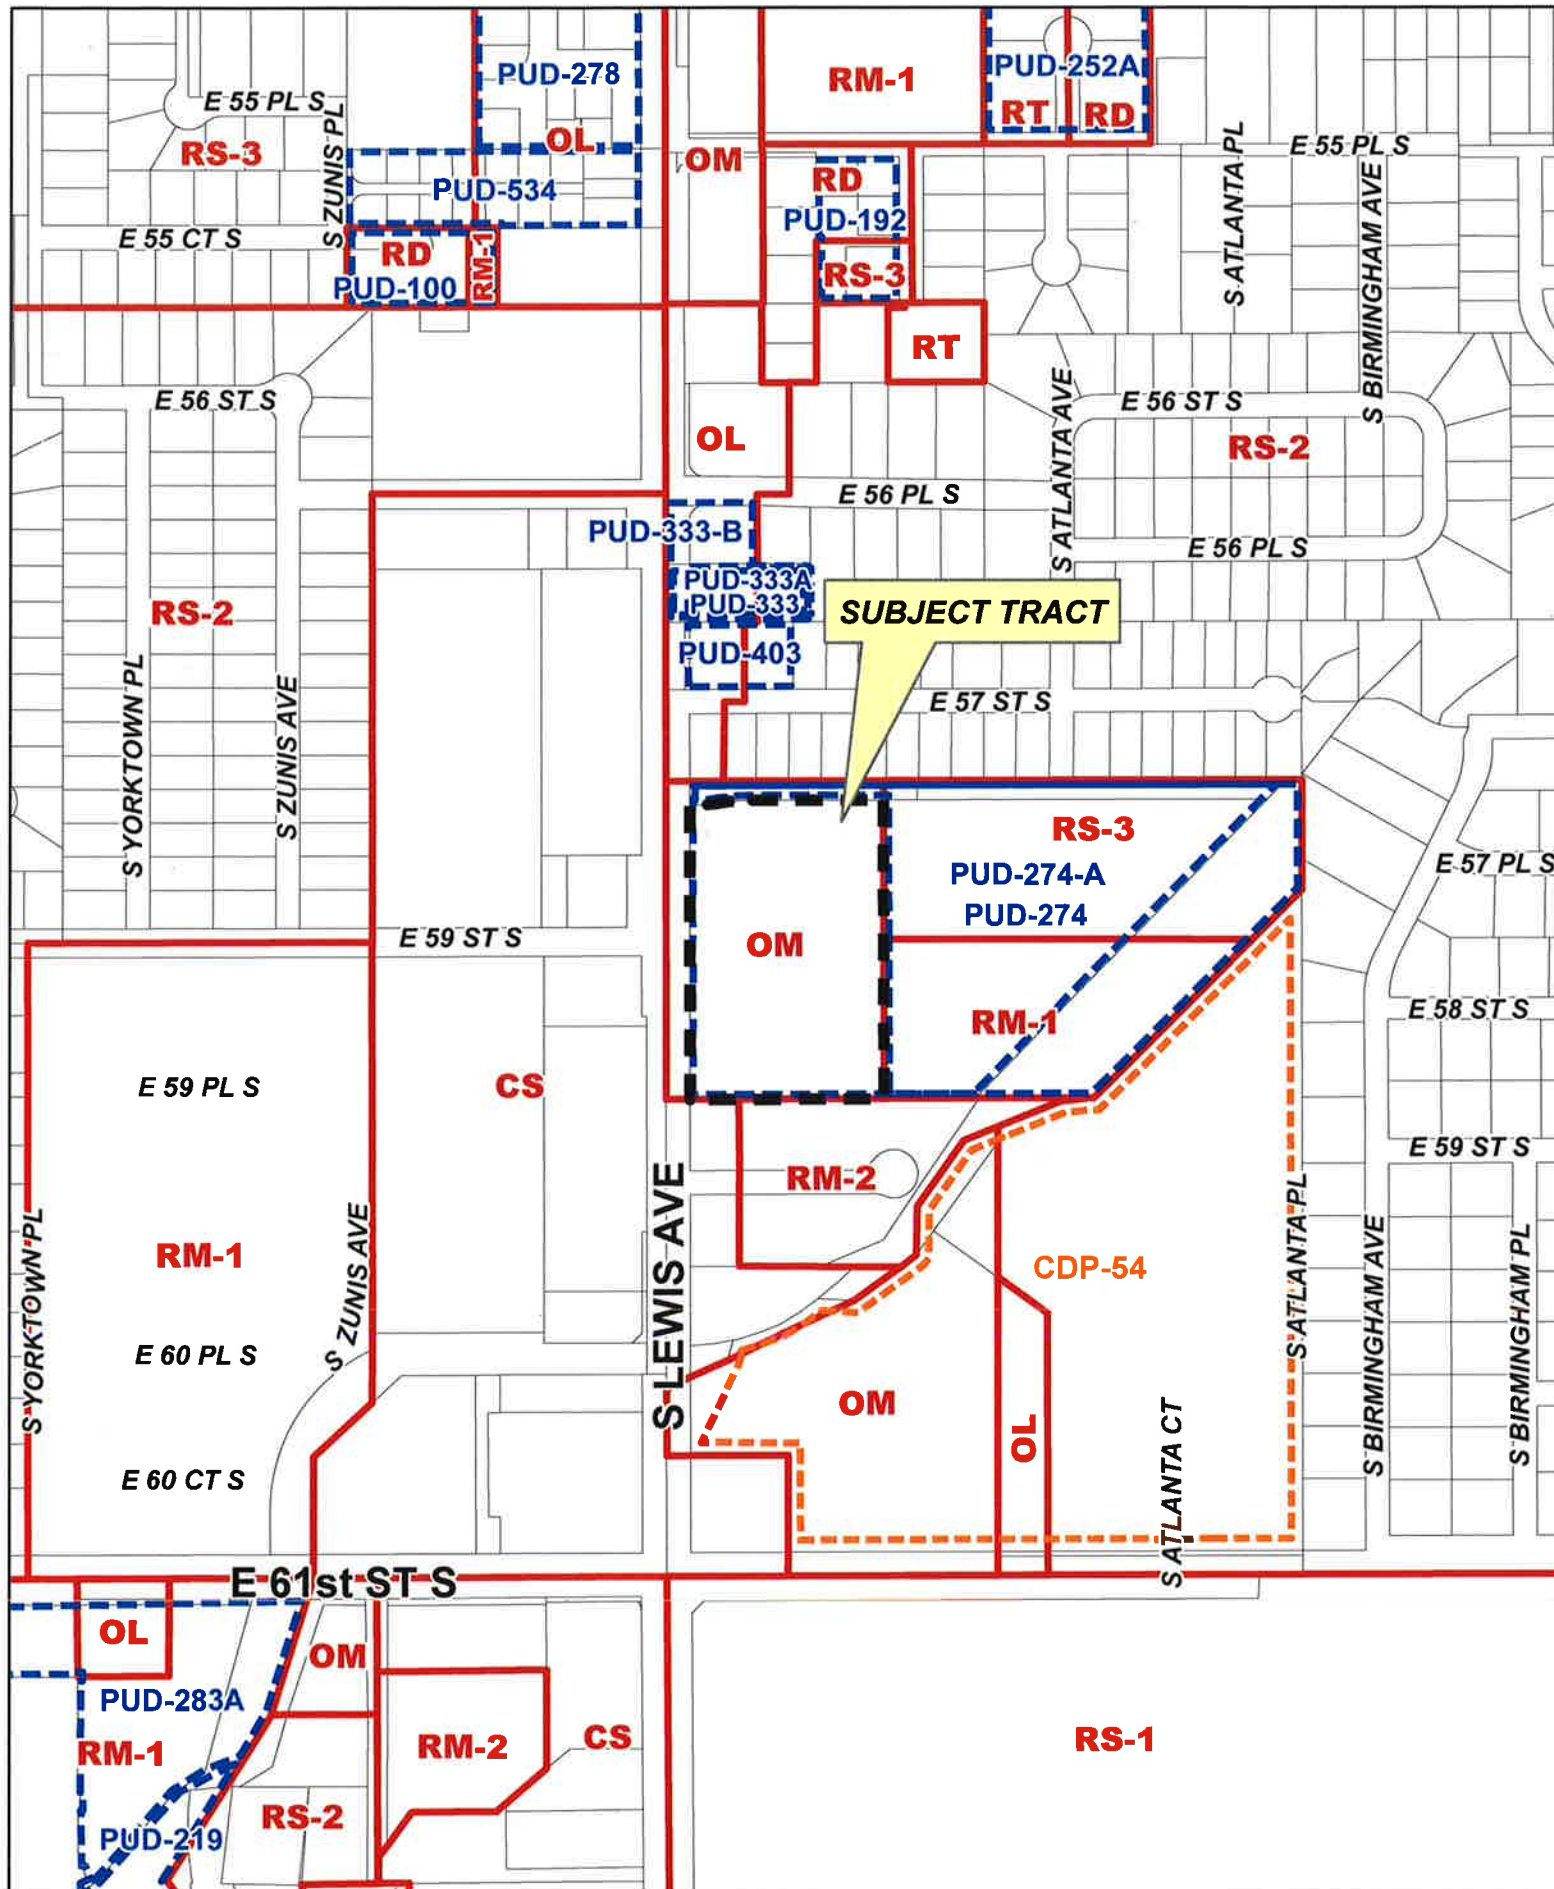 PUD-278
RM-1
PUD-252A
E 55 PL S
RT
RD
RS-3
S ZUNIS PL
OL
OM
S ATLANTA PL
E 55 PL S
PUD-534
RD
PUD-192
S BIRMINGHAM AVE
E 55 CT S
RD
PUD-100
RM-1
RS-3
RT
E 56 ST S
OL
S ATLANTA AVE
E 56 ST S
RS-2
E 56 PL S
PUD-333-B
E 56 PL S
PUD-333A
PUD-333
SUBJECT TRACT
RS-2
PUD-403
E 57 ST S
S YORKTOWN PL
S ZUNIS AVE
RS-3
PUD-274-A
PUD-274
E 57 PL S
E 59 ST S
OM
RM-1
E 58 ST S
E 59 PL S
CS
E 59 ST S
RM-2
S LEWIS AVE
S YORKTOWN PL
RM-1
S ZUNIS AVE
CDP-54
S ATLANTA PL
S BIRMINGHAM AVE
S BIRMINGHAM PL
E 60 PL S
OM
OL
S ATLANTA CT
E 60 CT S
E 61st ST S
OL
OM
PUD-283A
RM-1
RM-2
CS
RS-1
RS-2
PUD-219